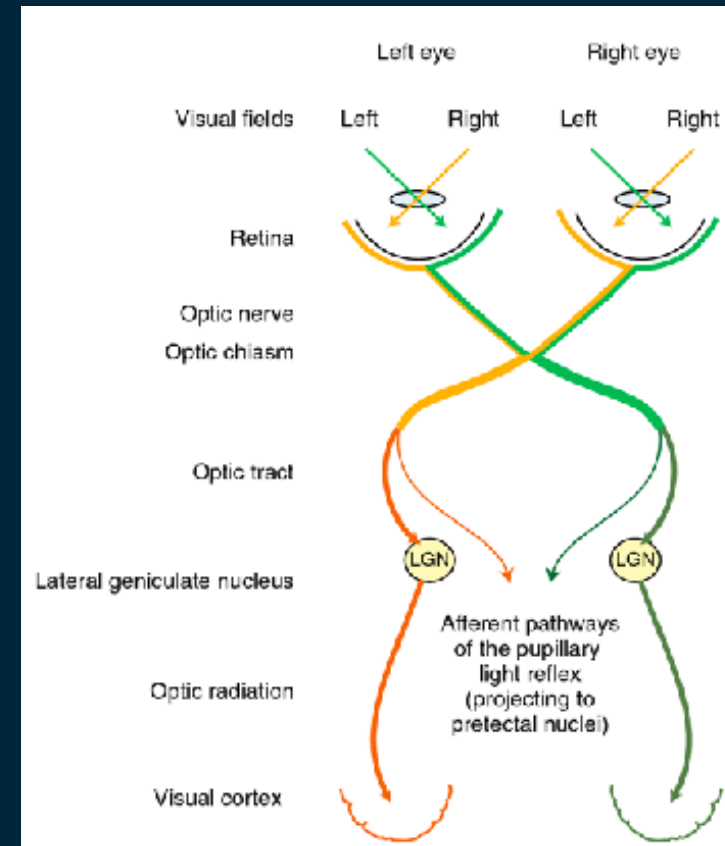 Left eye Right eye
Visual fields Left Right Left Right
Retina
Optic nerve
Optic chiasm
Optic tract
LGN LGN
Lateral geniculate nucleus
Afferent pathways
of the pupillary
light reflex
(projecting to
pretectal nuclei)
Optic radiation
Visual cortex